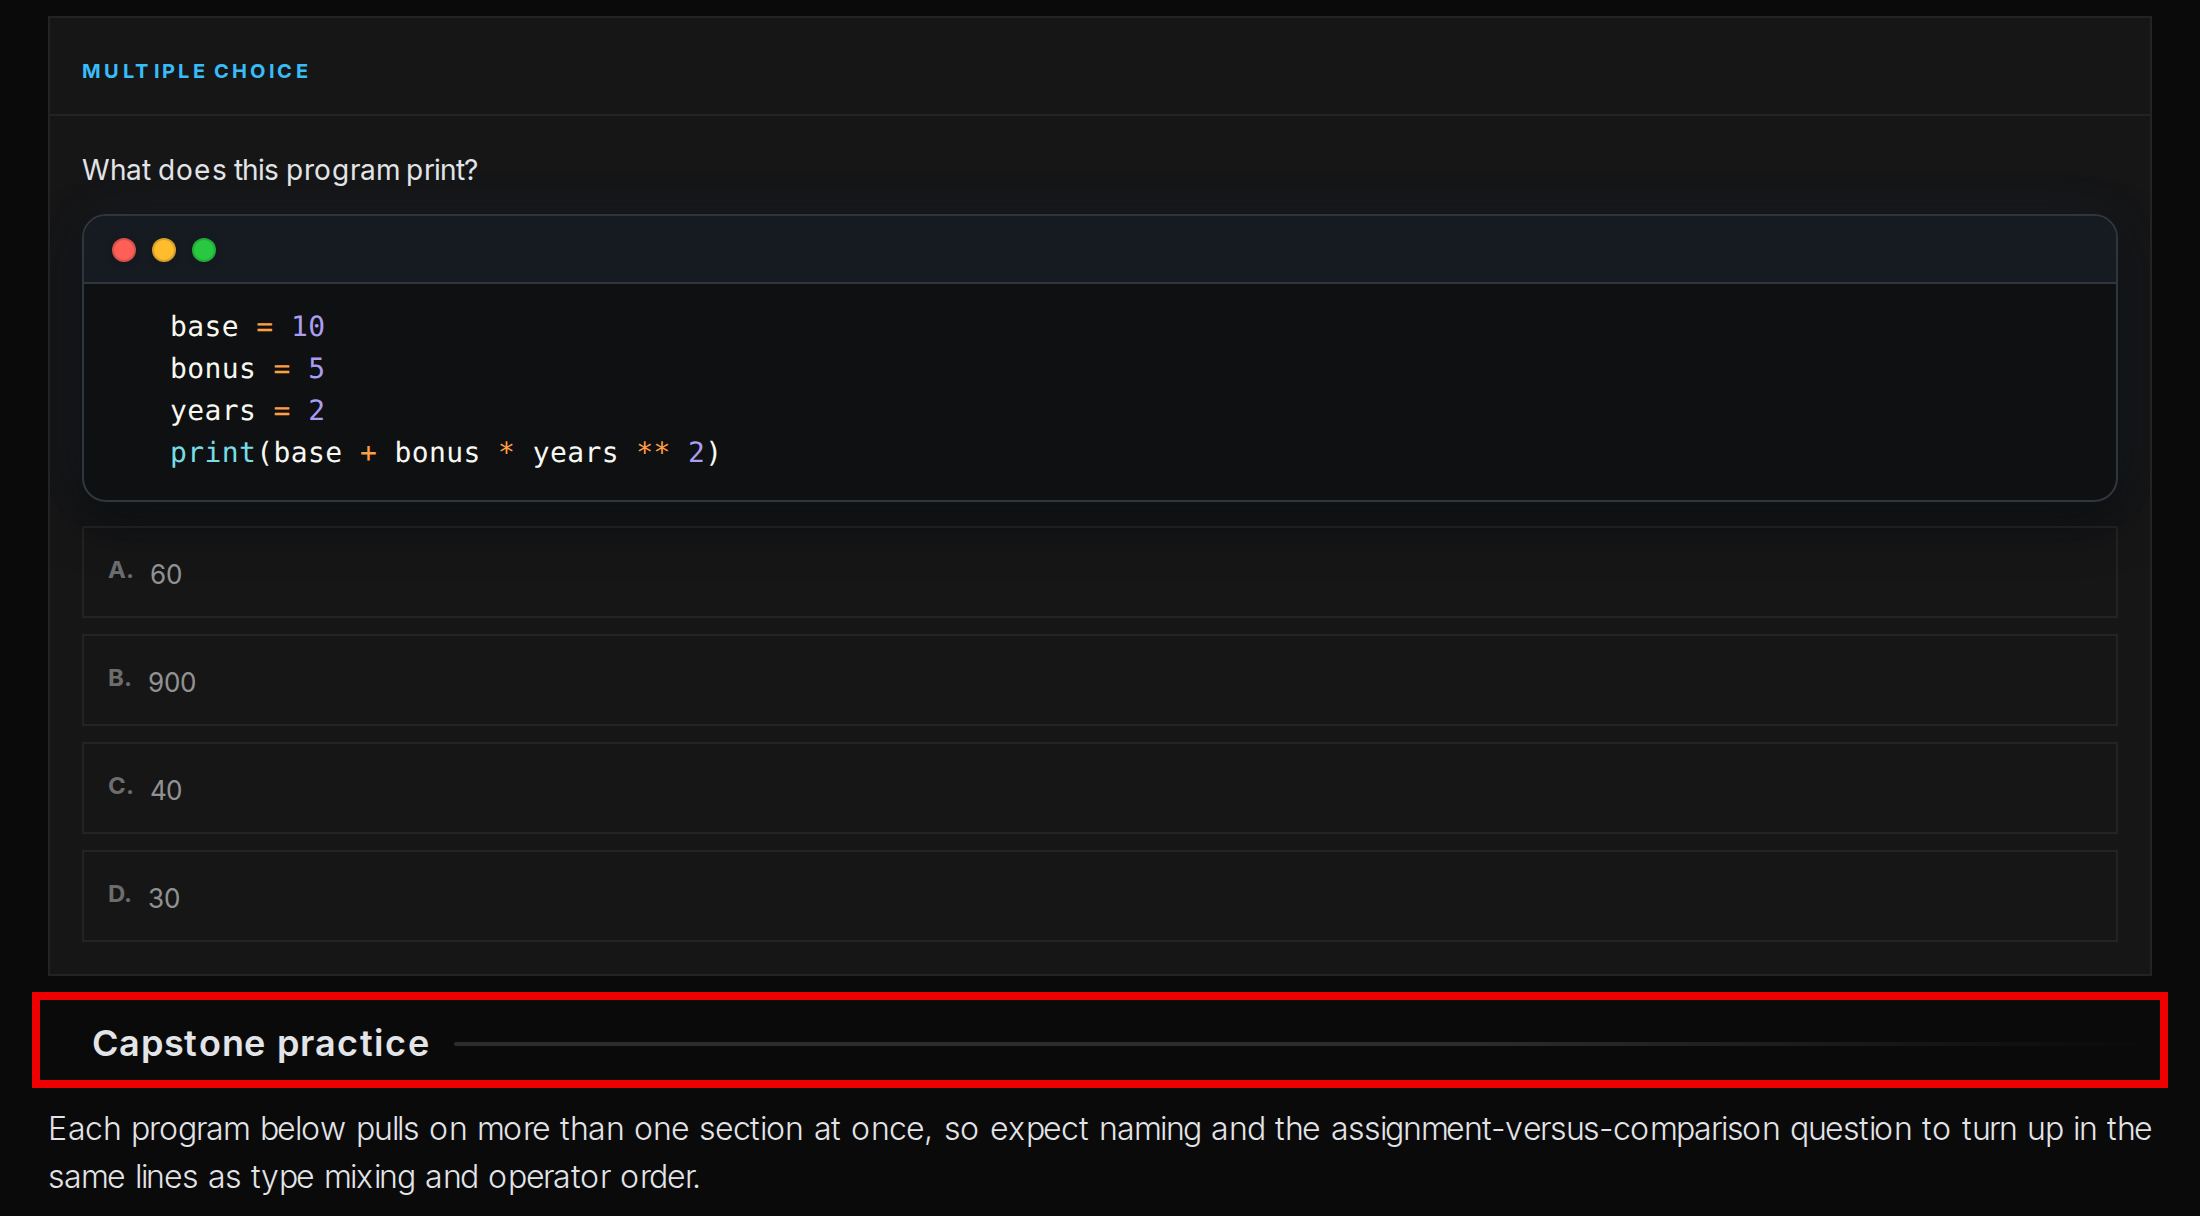 MULTIPLE CHOICE
What does this program print?
base = 10
bonus = 5
years = 2
print(base + bonus * years ** 2)
A. 60
B. 900
C. 40
D. 30
Capstone practice
Each program below pulls on more than one section at once, so expect naming and the assignment-versus-comparison question to turn up in the
same lines as type mixing and operator order.